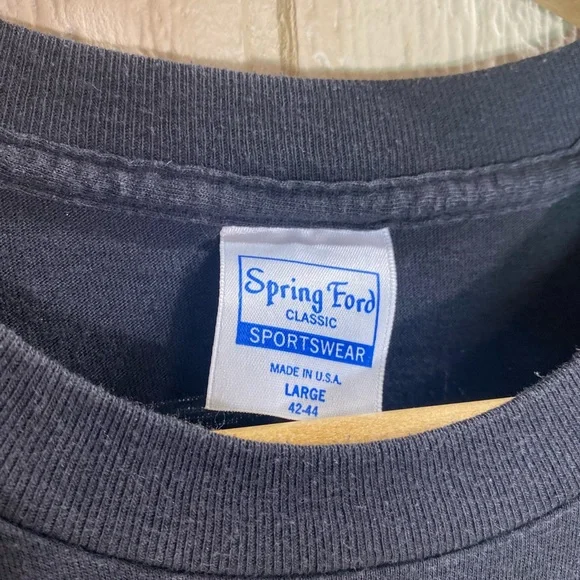 Spring Ford
CLASSIC
SPORTSWEAR
MADE IN U.S.A.
LARGE
42-44